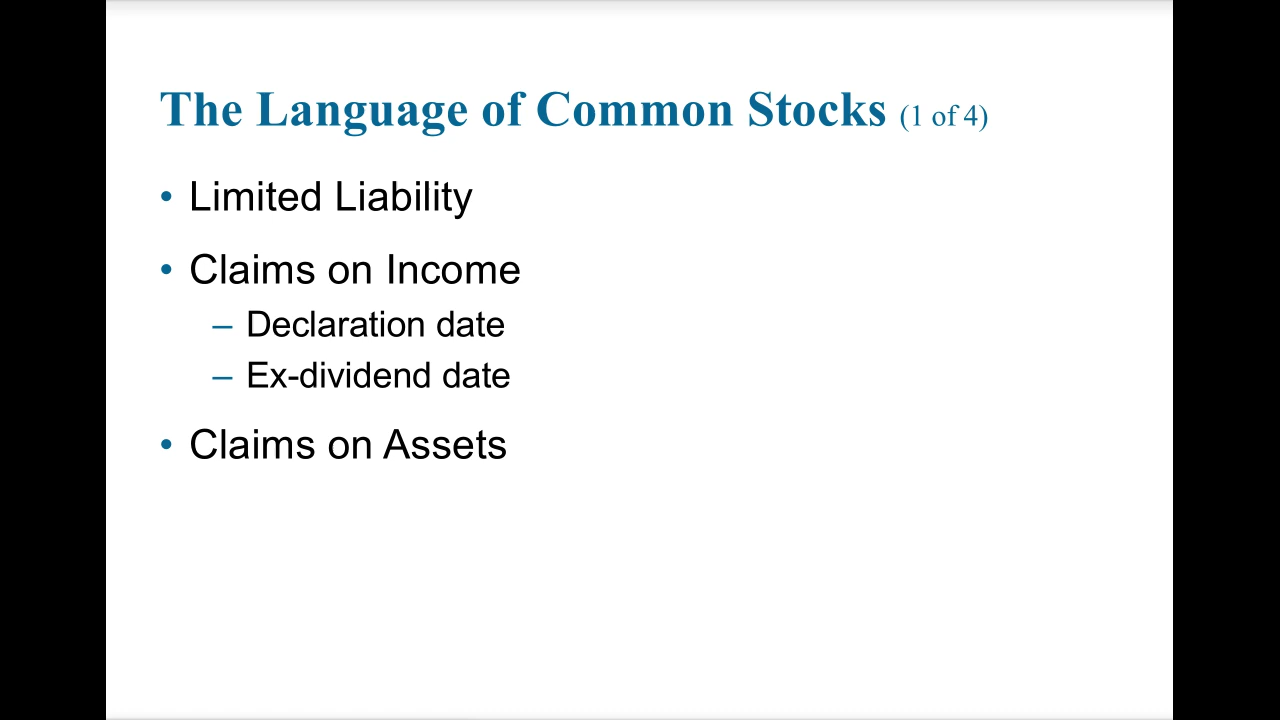 The Language of Common Stocks (1 of 4)
• Limited Liability
• Claims on Income
– Declaration date
– Ex-dividend date
• Claims on Assets